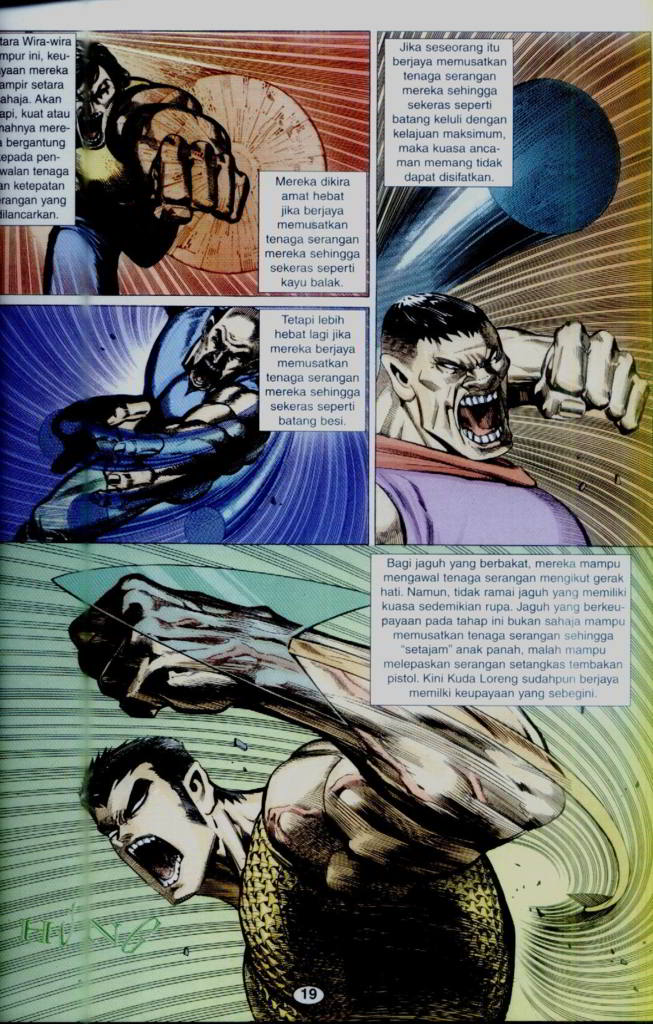 tara Wira-wira
mpur ini, keu-
yaan mereka
ampir setara
ahaja. Akan
api, kuat atau
nahnya mere-
a bergantung
epada pen-
walan tenaga
an ketepatan
erangan yang
dilancarkan.
Mereka dikira
amat hebat
jika berjaya
memusatkan
tenaga serangan
mereka sehingga
sekeras seperti
kayu balak.
Jika seseorang itu
berjaya memusatkan
tenaga serangan
mereka sehingga
sekeras seperti
batang keluli dengan
kelajuan maksimum,
maka kuasa anca-
man memang tidak
dapat disifatkan.
Tetapi lebih
hebat lagi jika
mereka berjaya
memusatkan
tenaga serangan
mereka sehingga
sekeras seperti
batang besi.
Bagi jaguh yang berbakat, mereka mampu
mengawal tenaga serangan mengikut gerak
hati. Namun, tidak ramai jaguh yang memiliki
kuasa sedemikian rupa. Jaguh yang berkeu-
payaan pada tahap ini bukan sahaja mampu
memusatkan tenaga serangan sehingga
"setajam" anak panah, malah mampu
melepaskan serangan setangkas tembakan
pistol. Kini Kuda Loreng sudahpun berjaya
memilki keupayaan yang sebegini.
19